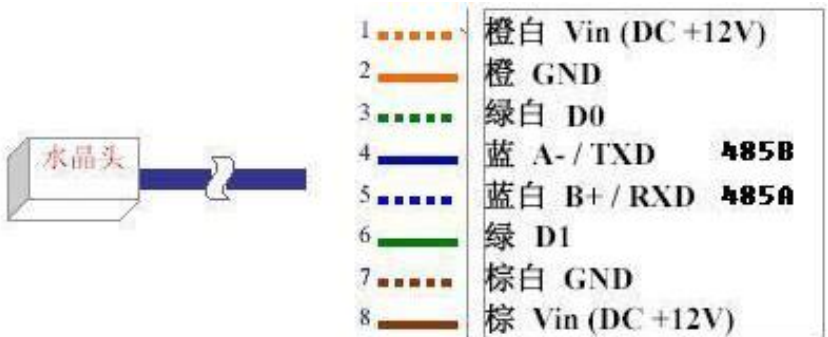 水晶头
1 橙白 Vin (DC +12V)
2 橙 GND
3 绿白 D0
4 蓝 A- / TXD 485B
5 蓝白 B+ / RXD 485A
6 绿 D1
7 棕白 GND
8 棕 Vin (DC +12V)